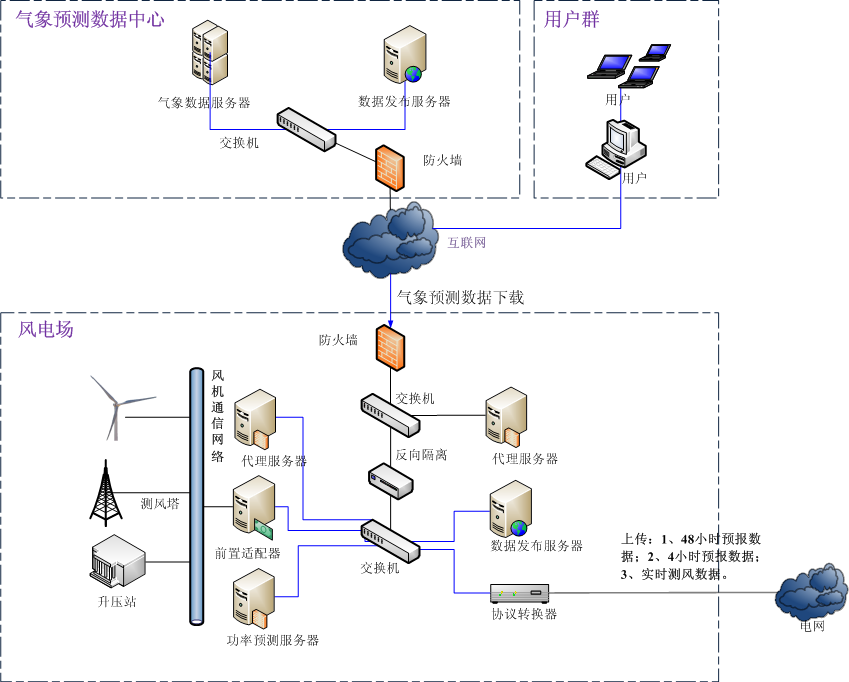 气象预测数据中心
用户群
气象数据服务器
数据发布服务器
用户
交换机
防火墙
用户
互联网
气象预测数据下载
风电场
防火墙
风
机
通
信
网
络
交换机
代理服务器
反向隔离
代理服务器
测风塔
前置适配器
数据发布服务器
上传：1、48小时预报数
据；2、4小时预报数据；
3、实时测风数据。
交换机
升压站
协议转换器
电网
功率预测服务器